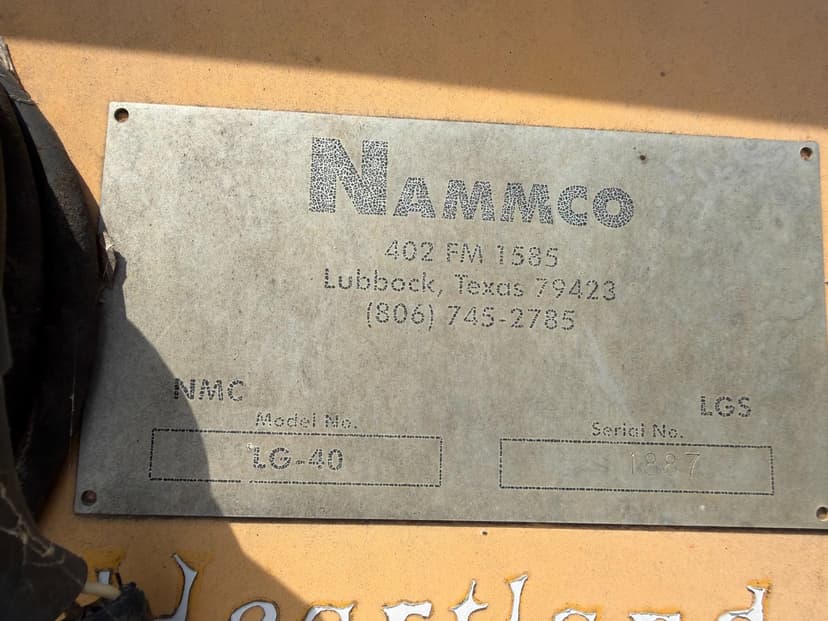 NAMMCO
402 FM 1585
Lubbock, Texas 79423
(806) 745-2785
NMC LGS
Model No. Serial No.
LG-40 1887
Heartland